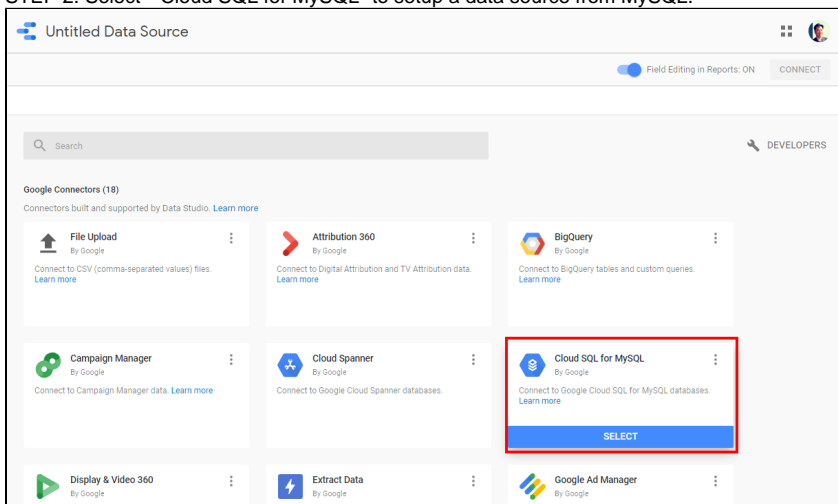 STEP 2: Select "Cloud SQL for MySQL" to setup a data source from MySQL.
Untitled Data Source
Field Editing in Reports: ON
CONNECT
Search
DEVELOPERS
Google Connectors (18)
Connectors built and supported by Data Studio. Learn more
File Upload
By Google
Connect to CSV (comma-separated values) files.
Learn more
Attribution 360
By Google
Connect to Digital Attribution and TV Attribution data.
Learn more
BigQuery
By Google
Connect to BigQuery tables and custom queries.
Learn more
Campaign Manager
By Google
Connect to Campaign Manager data. Learn more
Cloud Spanner
By Google
Connect to Google Cloud Spanner databases.
Cloud SQL for MySQL
By Google
Connect to Google Cloud SQL for MySQL databases.
Learn more
SELECT
Display & Video 360
By Google
Extract Data
By Google
Google Ad Manager
By Google